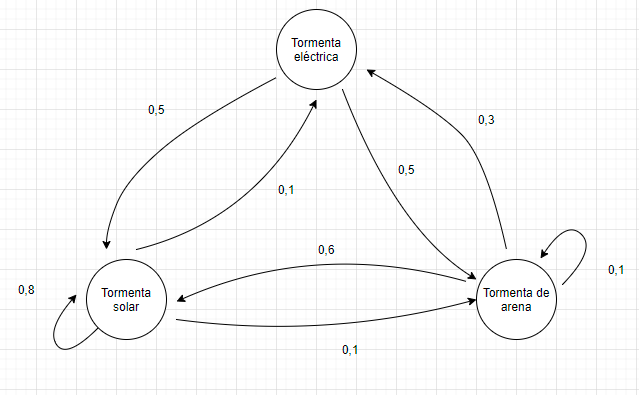 Tormenta
eléctrica
0,5
0,3
0,5
0,1
0,6
0,1
0,8
Tormenta
solar
Tormenta de
arena
0,1